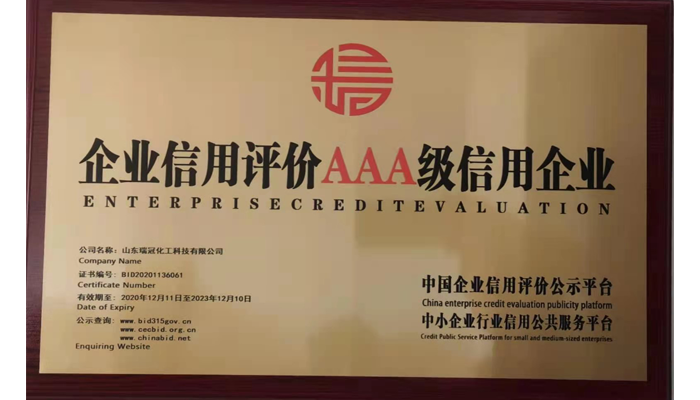 信
企业信用评价AAA级信用企业
ENTERPRISECREDITEVALUATION
公司名称：山东瑞冠化工科技有限公司
Company Name
证书编号：BID20201136061
Certificate Number
有效期至：2020年12月11日至2023年12月10日
Date of Expiry
公示查询：www.bid315gov.cn
www.cecbid.org.cn
www.chinabid.net
Enquiring Website
中国企业信用评价公示平台
China enterprise credit evaluation publicity platform
中小企业行业信用公共服务平台
Credit Public Service Platform for small and medium-sized enterprises